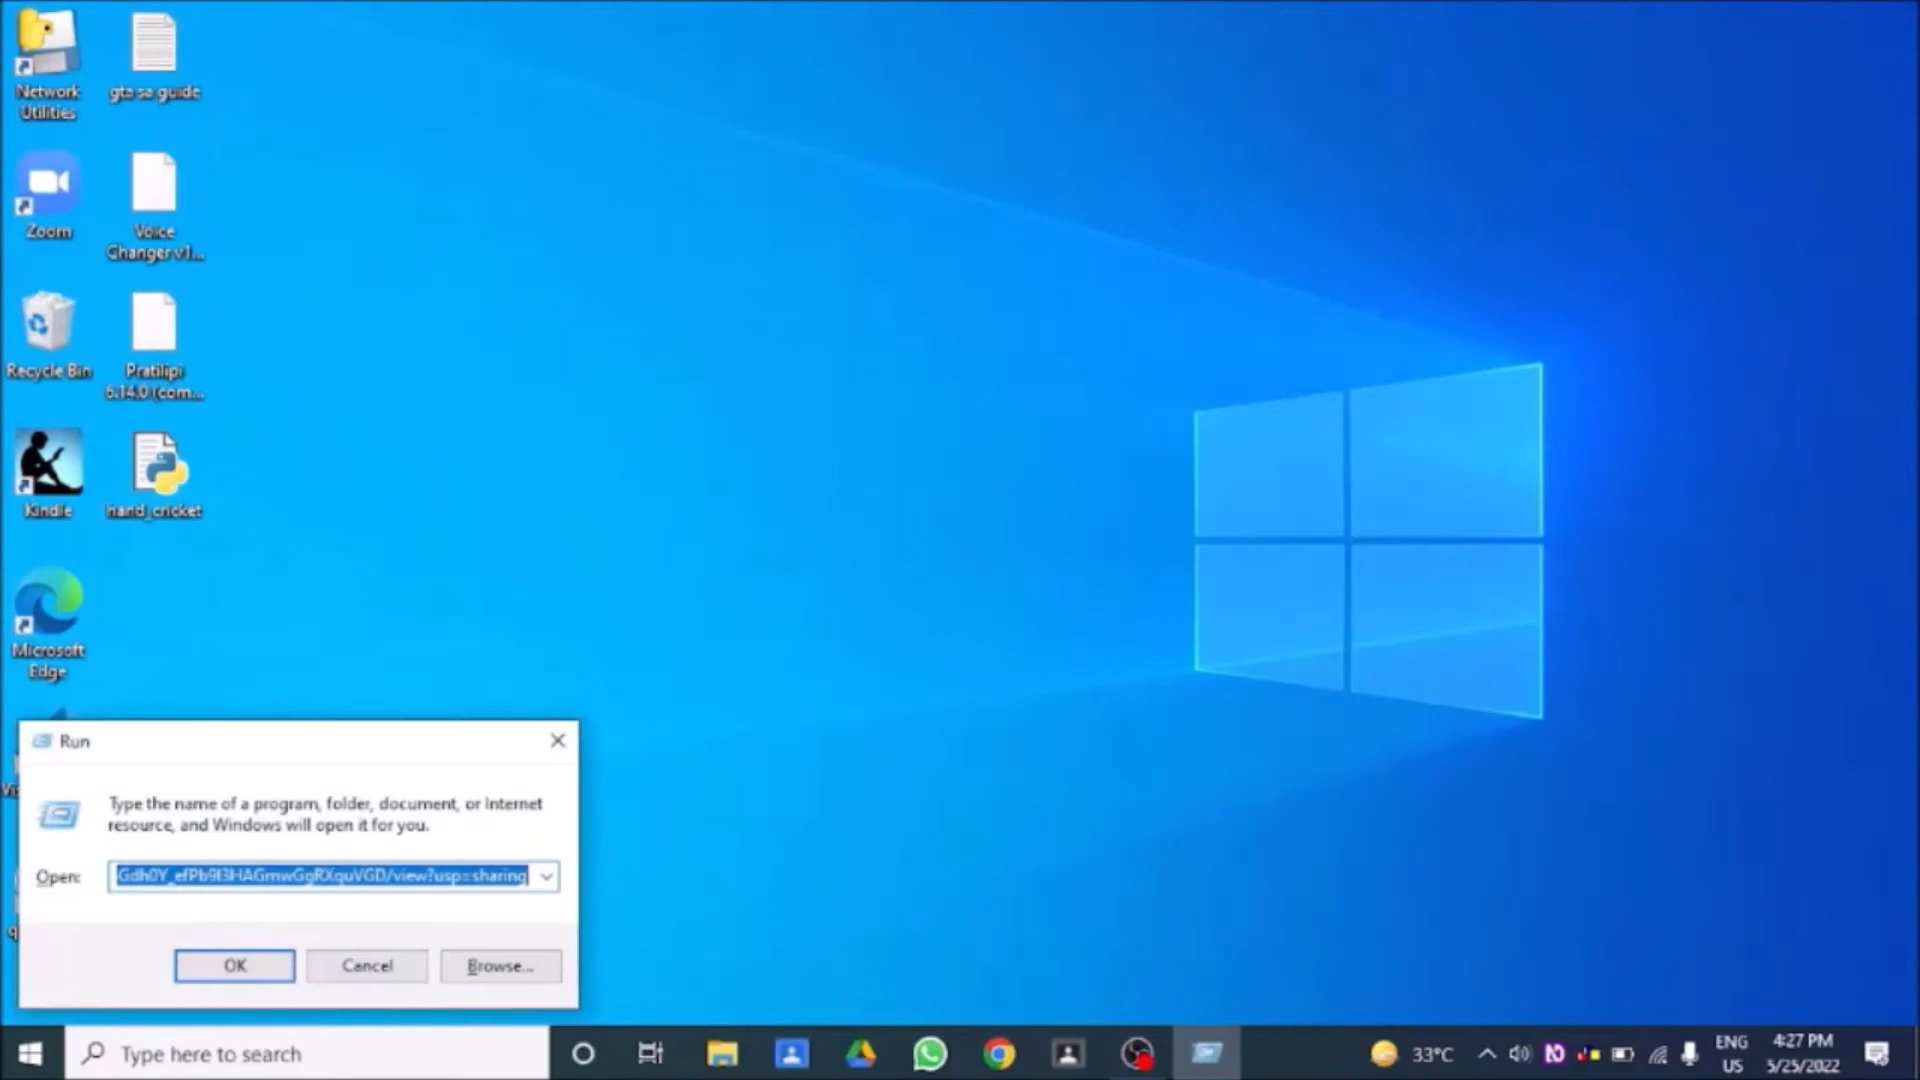 Network
Utilities
gta sa guide
Zoom
Voice
Changer v1...
Recycle Bin
Pratilipi
6.14.0 (com...
Kindle
hand_cricket
Microsoft
Edge
Run
Type the name of a program, folder, document, or Internet
resource, and Windows will open it for you.
Open:
Gdh0Y_efPb9l3HAGmwGgRXquVGD/view?usp=sharing
OK
Cancel
Browse...
Type here to search
33°C
ENG
US
4:27 PM
5/25/2022